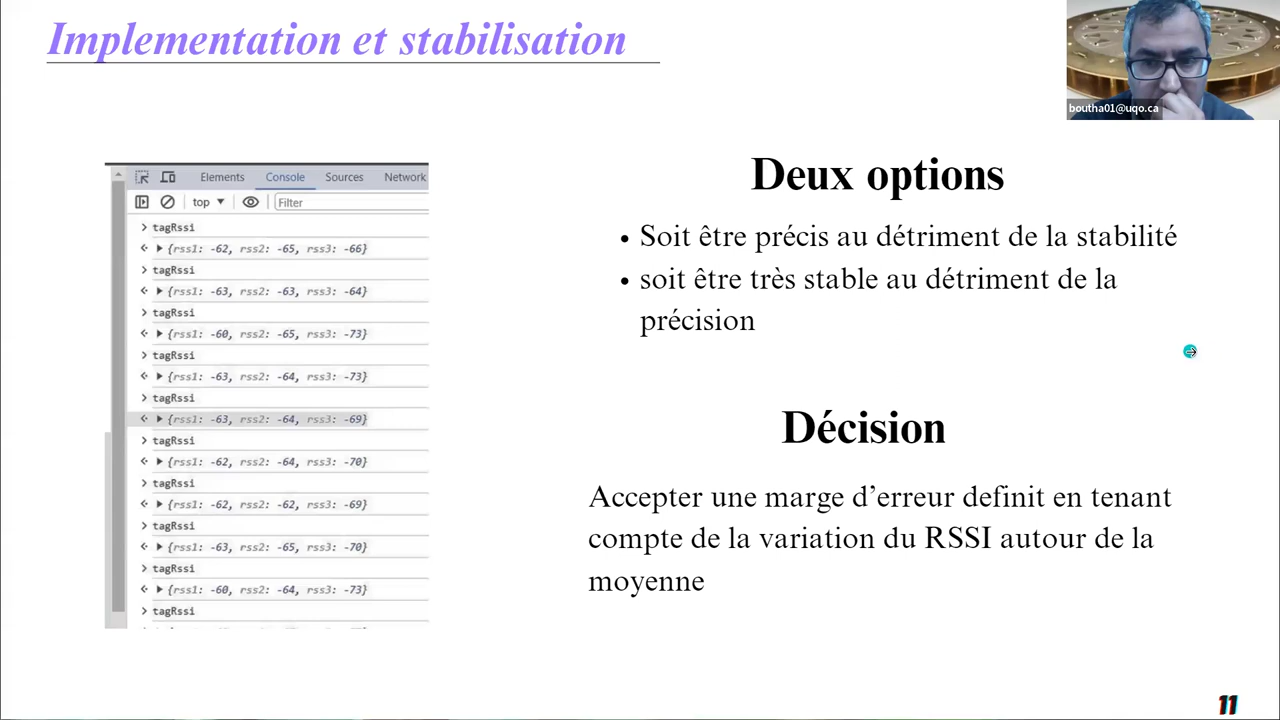 Implementation et stabilisation
boutha01@uqo.ca
Elements Console Sources Network
top ▼ Filter
> tagRssi
{rss1: -62, rss2: -65, rss3: -66}
> tagRssi
{rss1: -63, rss2: -63, rss3: -64}
> tagRssi
{rss1: -60, rss2: -65, rss3: -73}
> tagRssi
{rss1: -63, rss2: -64, rss3: -73}
> tagRssi
{rss1: -63, rss2: -64, rss3: -69}
> tagRssi
{rss1: -62, rss2: -64, rss3: -70}
> tagRssi
{rss1: -62, rss2: -62, rss3: -69}
> tagRssi
{rss1: -63, rss2: -65, rss3: -70}
> tagRssi
{rss1: -60, rss2: -64, rss3: -73}
> tagRssi
Deux options
• Soit être précis au détriment de la stabilité
• soit être très stable au détriment de la
précision
Décision
Accepter une marge d’erreur definit en tenant
compte de la variation du RSSI autour de la
moyenne
11